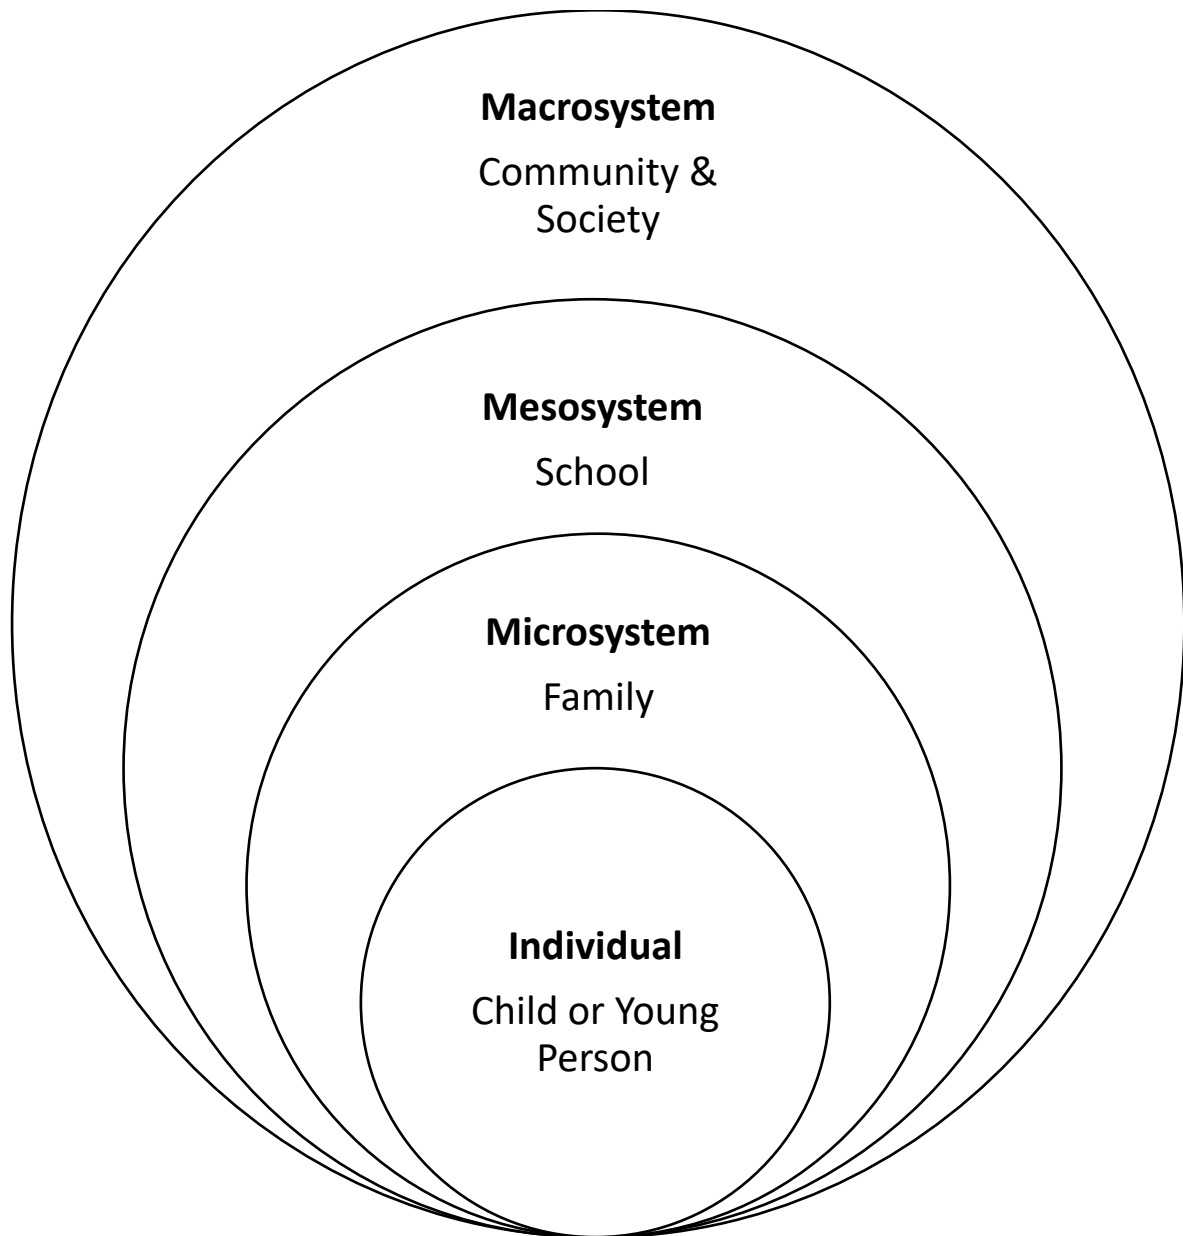 Macrosystem
Community &
Society
Mesosystem
School
Microsystem
Family
Individual
Child or Young
Person